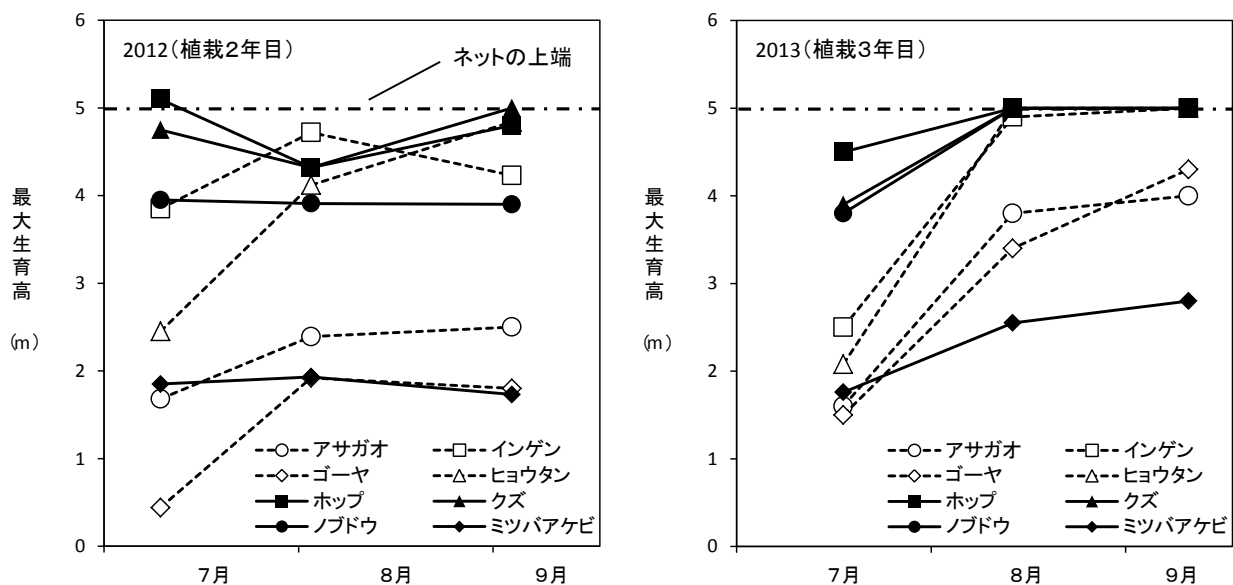 2012（植栽２年目）
ネットの上端
6
5
4
3
2
1
0
最大生育高
（m）
アサガオ インゲン
ゴーヤ ヒョウタン
ホップ クズ
ノブドウ ミツバアケビ
７月 ８月 ９月
2013（植栽３年目）
6
5
4
3
2
1
0
最大生育高
（m）
アサガオ インゲン
ゴーヤ ヒョウタン
ホップ クズ
ノブドウ ミツバアケビ
７月 ８月 ９月